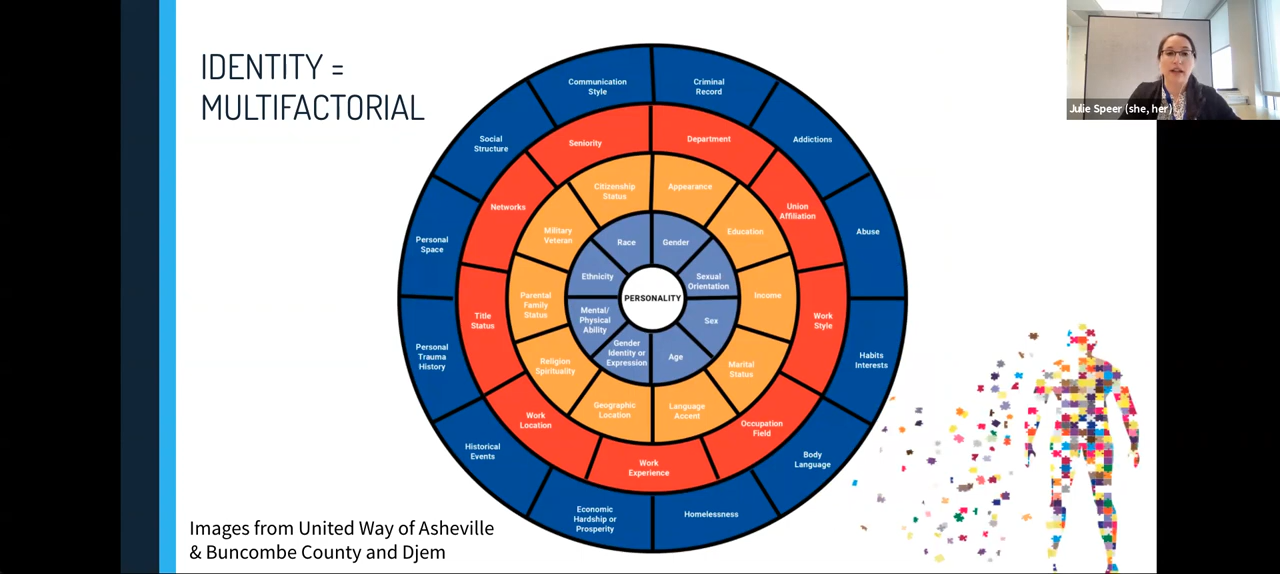 IDENTITY =
MULTIFACTORIAL
Julie Speer (she, her)
Communication
Style
Criminal
Record
Addictions
Abuse
Habits
Interests
Body
Language
Homelessness
Economic
Hardship or
Prosperity
Historical
Events
Personal
Trauma
History
Personal
Space
Social
Structure
Seniority
Department
Union
Affiliation
Work
Style
Occupation
Field
Work
Experience
Work
Location
Title
Status
Networks
Citizenship
Status
Appearance
Education
Income
Marital
Status
Language
Accent
Geographic
Location
Religion
Spirituality
Parental
Family
Status
Military
Veteran
Race
Gender
Sexual
Orientation
Sex
Age
Gender
Identity or
Expression
Mental/
Physical
Ability
Ethnicity
PERSONALITY
Images from United Way of Asheville
& Buncombe County and Djem